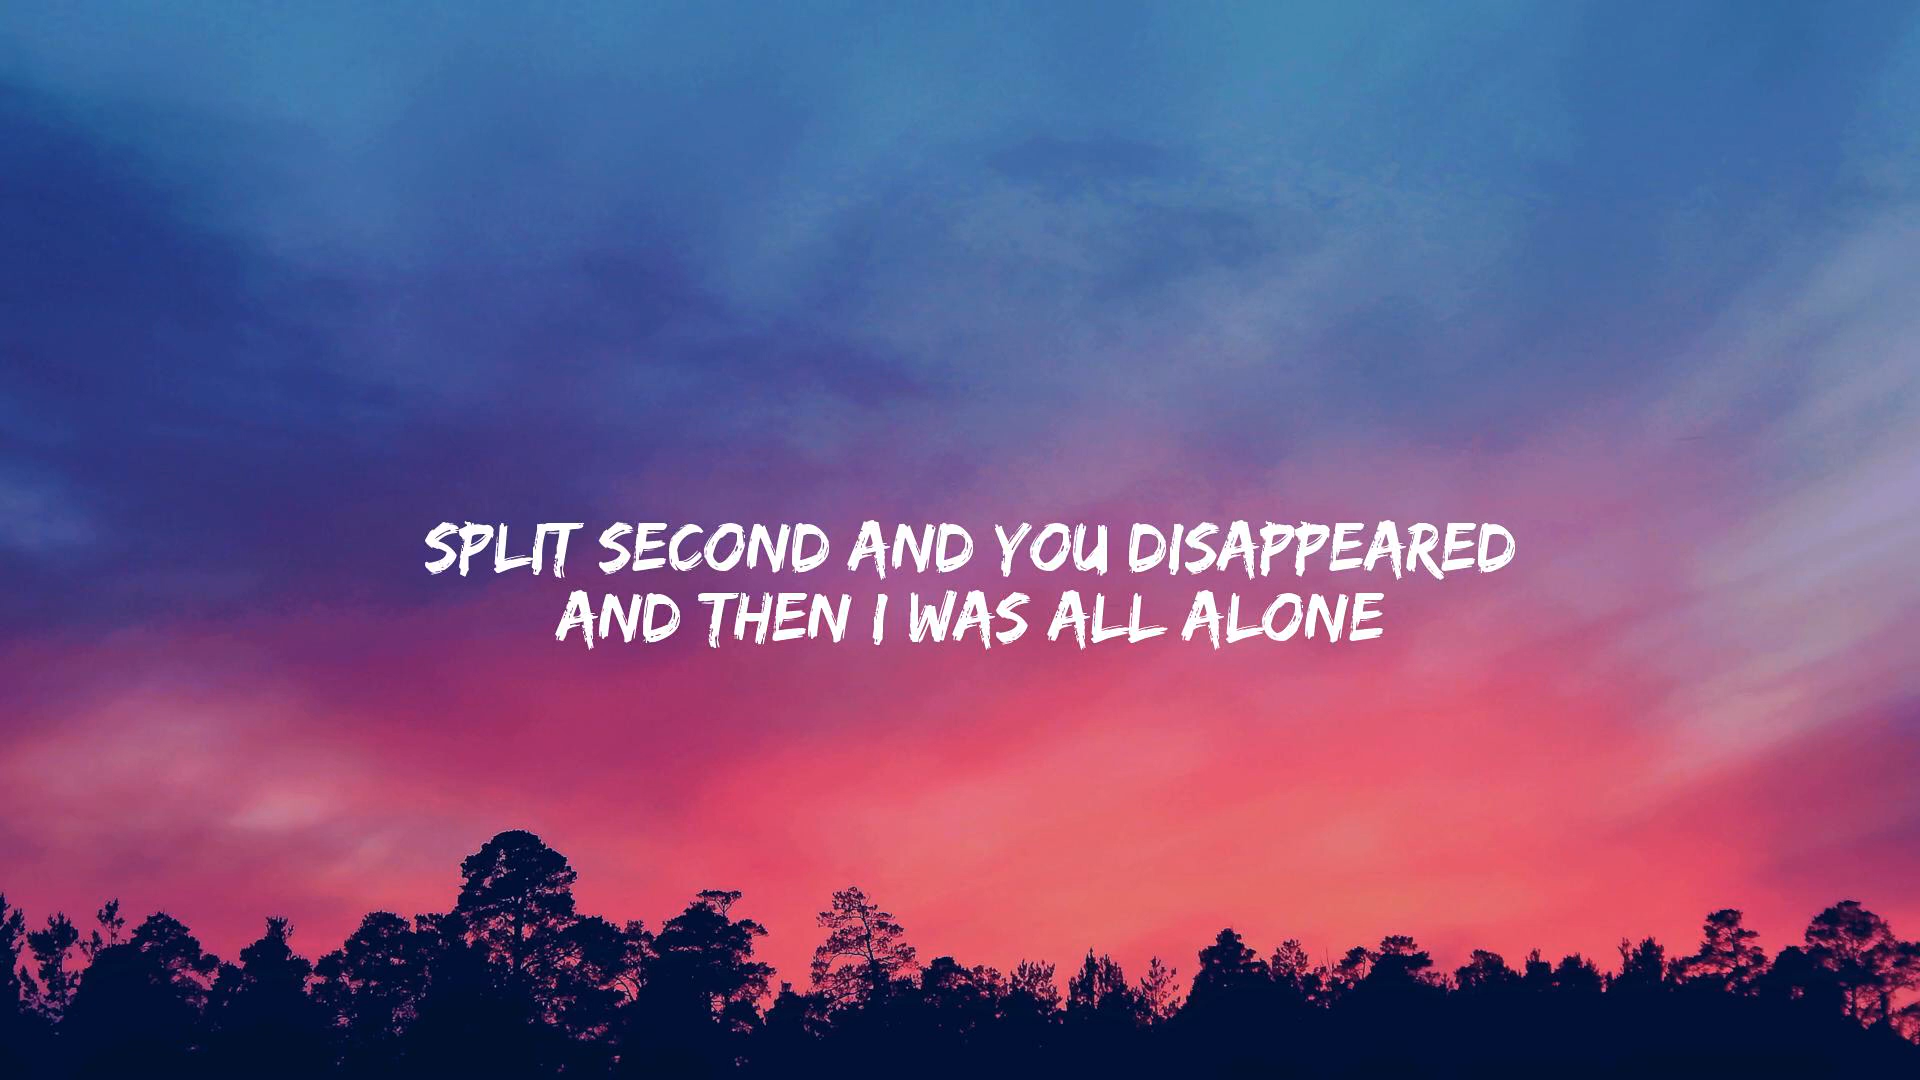 SPLIT SECOND AND YOU DISAPPEARED
AND THEN I WAS ALL ALONE